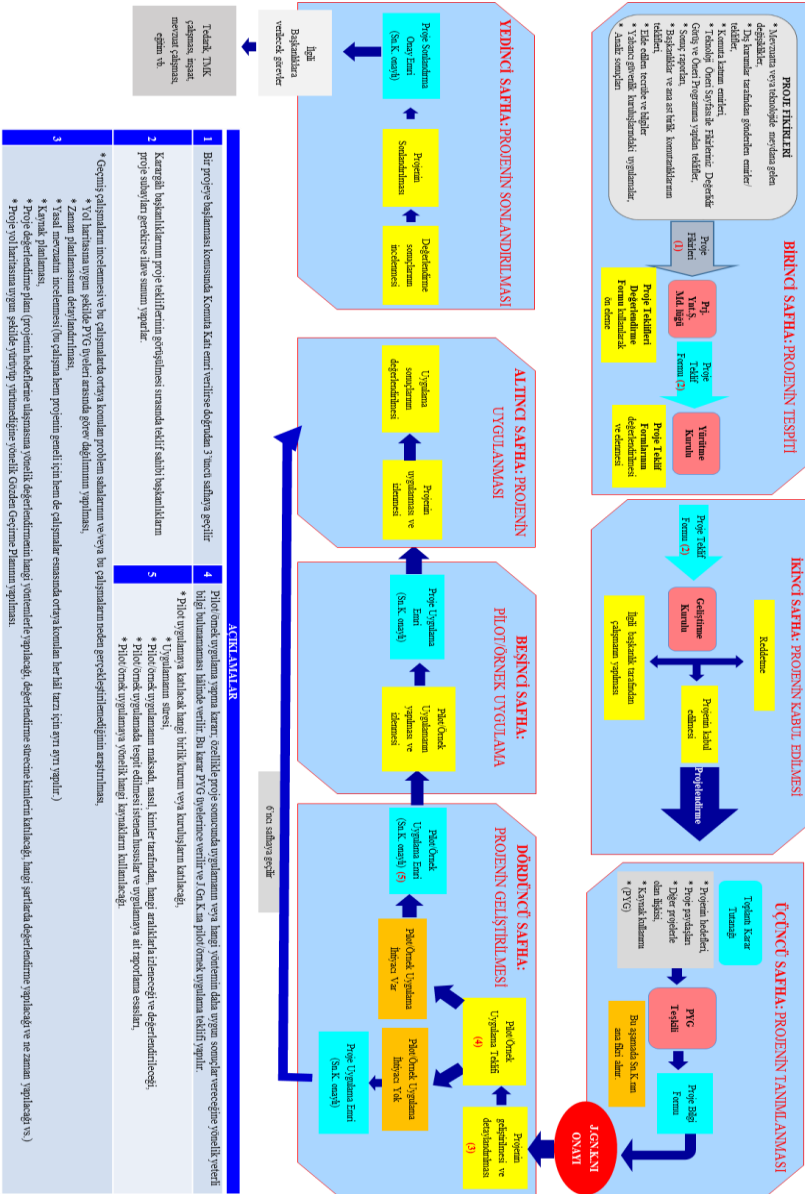 BİRİNCİ SAFHA: PROJENİN TESPİTİ
PROJE FİKİRLERİ
* Mevzuatta veya teknolojide meydana gelen
değişiklikler,
* Dış kurumlar tarafından gönderilen emirler/
teklifler,
* Komuta katının emirleri,
* Teknoloji Öneri Sayfası ile Fikirleriniz Değerlidir
Görüş ve Öneri Programına yapılan teklifler,
* Sonuç raporları,
* Başkanlıklar ve ana ast birlik komutanlıklarının
teklifleri,
* Elde edilen tecrübe ve bilgiler
* Yabancı güvenlik kuruluşlarındaki uygulamalar,
* Analiz sonuçları
Proje
Fikirleri
(1)
Prj.
Ynt.Ş.
Md.lüğü
Proje
Teklif
Formu (2)
Yürütme
Kurulu
Proje Teklifleri
Değerlendirme
Formu kullanılarak
ön eleme
Proje Teklif
Formlarının
değerlendirilmesi
ve elenmesi
İKİNCİ SAFHA: PROJENİN KABUL EDİLMESİ
Proje Teklif
Formu (2)
Geliştirme
Kurulu
Reddetme
Projenin kabul
edilmesi
İlgili başkanlık tarafından
çalışmanın yapılması
Projelendirme
ÜÇÜNCÜ SAFHA: PROJENİN TANIMLANMASI
Toplantı Karar
Tutanağı
* Projenin hedefleri,
* Proje paydaşları
* Diğer projelerle
olan ilişkisi,
* Kaynak kullanımı
* (PYG)
PYG
Teşkili
Proje Bilgi
Formu
Bu aşamada Sn.K.nın
ana fikri alınır.
J.GN.K.NI
ONAYI
DÖRDÜNCÜ SAFHA:
PROJENİN GELİŞTİRİLMESİ
Projenin
geliştirilmesi ve
detaylandırılması
(3)
Pilot/Örnek
Uygulama Teklifi
(4)
Pilot/Örnek Uygulama
İhtiyacı Var
Pilot/Örnek Uygulama
İhtiyacı Yok
Pilot/Örnek
Uygulama Emri
(Sn.K. onaylı) (5)
Proje Uygulama Emri
(Sn.K. onaylı)
6'ncı safhaya geçilir
BEŞİNCİ SAFHA:
PİLOT/ÖRNEK UYGULAMA
Pilot/Örnek
Uygulamanın
yapılması ve
izlenmesi
Proje Uygulama
Emri
(Sn.K. onaylı)
ALTINCI SAFHA: PROJENİN
UYGULANMASI
Projenin
uygulanması ve
izlenmesi
Uygulama
sonuçlarının
değerlendirilmesi
YEDİNCİ SAFHA: PROJENİN SONLANDIRILMASI
Değerlendirme
sonuçlarının
incelenmesi
Projenin
Sonlandırılması
Proje Sonlandırma
Onay Emri
(Sn.K. onaylı)
İlgili
Başkanlıklara
verilecek görevler
Tedarik, TMK
çalışması, inşaat,
mevzuat çalışması,
eğitim vb.
AÇIKLAMALAR
1 Bir projeye başlanması konusunda Komuta Katı emri verilirse doğrudan 3'üncü safhaya geçilir
2 Karargâh başkanlıklarının proje tekliflerinin görüşülmesi sırasında teklif sahibi başkanlıkların
proje subayları gerekirse ilave sunum yaparlar.
3 * Geçmiş çalışmaların incelenmesi ve bu çalışmalarda ortaya konulan problem sahalarının ve/veya bu çalışmaların neden gerçekleştirilemediğinin araştırılması,
* Yol haritasına uygun şekilde PYG üyeleri arasında görev dağılımının yapılması,
* Zaman planlamasının detaylandırılması,
* Yasal mevzuatın incelenmesi (bu çalışma hem projenin geneli için hem de çalışmalar esnasında ortaya konulan her hâl tarzı için ayrı ayrı yapılır.)
* Kaynak planlaması,
* Proje değerlendirme planı (projenin hedeflerine ulaşmasına yönelik değerlendirmenin hangi yöntemlerle yapılacağı, değerlendirme sürecine kimlerin katılacağı, hangi şartlarda değerlendirme yapılacağı ve ne zaman yapılacağı vs.)
* Proje yol haritasına uygun şekilde yürüyüp yürümediğine yönelik Gözden Geçirme Planının yapılması.
4 Pilot/örnek uygulama yapma kararı; özellikle proje sonucunda uygulamanın veya hangi yöntemin daha uygun sonuçlar vereceğine yönelik yeterli
bilgi bulunamaması hâlinde verilir. Bu karar PYG üyelerince verilir ve J.Gn.K.na pilot/örnek uygulama teklifi yapılır.
5 * Pilot uygulamaya katılacak hangi birlik/kurum veya kuruluşların katılacağı,
* Uygulamanın süresi,
* Pilot/örnek uygulamanın maksadı, nasıl, kimler tarafından, hangi aralıklarla izleneceği ve değerlendirileceği,
* Pilot/örnek uygulamada tespit edilmesi istenen hususlar ve uygulamaya ait raporlama esasları,
* Pilot/örnek uygulamaya yönelik hangi kaynakların kullanılacağı.